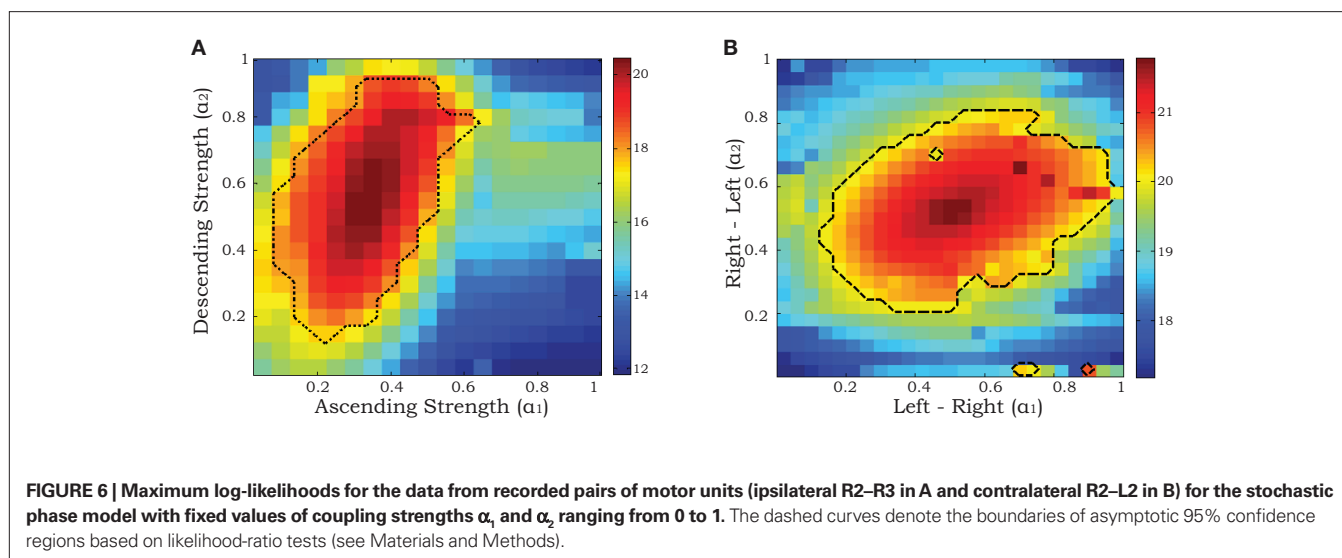 A
1
0.8
0.6
0.4
0.2
Descending Strength (α2)
0.2 0.4 0.6 0.8 1
Ascending Strength (α1)
20
18
16
14
12
B
1
0.8
0.6
0.4
0.2
Right - Left (α2)
0.2 0.4 0.6 0.8 1
Left - Right (α1)
21
20
19
18
FIGURE 6 | Maximum log-likelihoods for the data from recorded pairs of motor units (ipsilateral R2–R3 in A and contralateral R2–L2 in B) for the stochastic
phase model with fixed values of coupling strengths α₁ and α₂ ranging from 0 to 1. The dashed curves denote the boundaries of asymptotic 95% confidence
regions based on likelihood-ratio tests (see Materials and Methods).